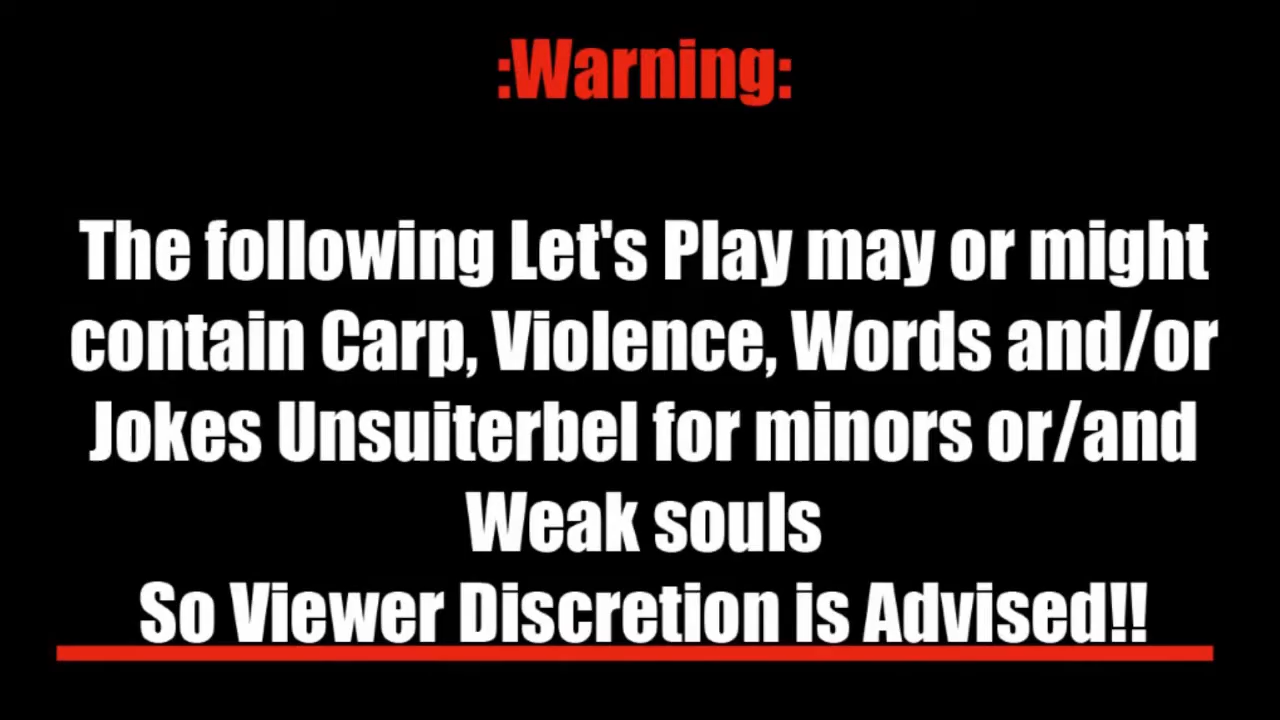 :Warning:
The following Let's Play may or might
contain Carp, Violence, Words and/or
Jokes Unsuiterbel for minors or/and
Weak souls
So Viewer Discretion is Advised!!